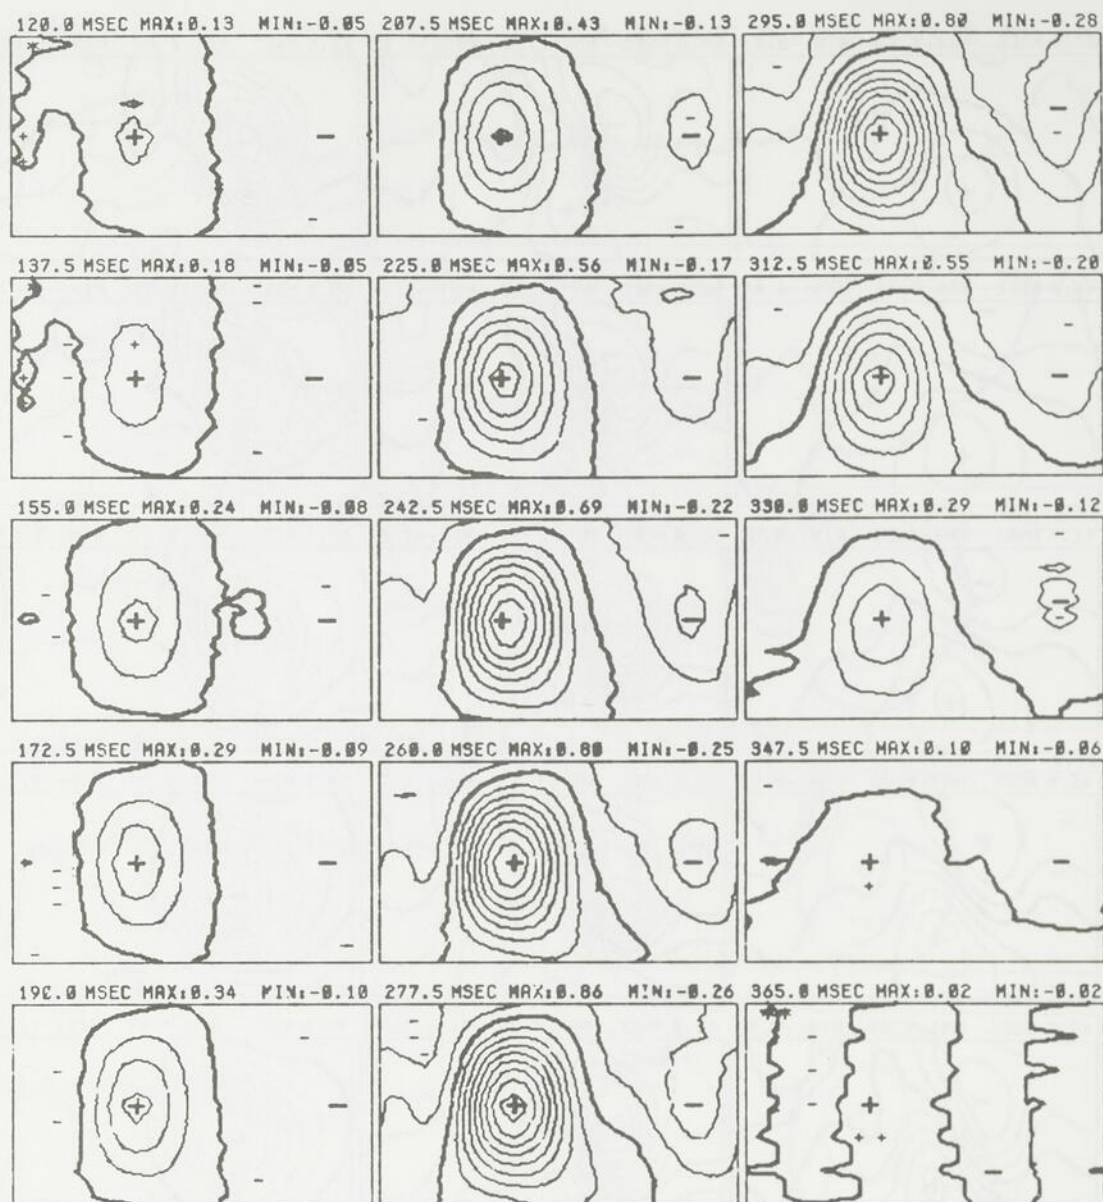 120.0 MSEC MAX:0.13 MIN:-0.05
207.5 MSEC MAX:0.43 MIN:-0.13
295.0 MSEC MAX:0.80 MIN:-0.28
137.5 MSEC MAX:0.18 MIN:-0.05
225.0 MSEC MAX:0.56 MIN:-0.17
312.5 MSEC MAX:0.55 MIN:-0.20
155.0 MSEC MAX:0.24 MIN:-0.08
242.5 MSEC MAX:0.69 MIN:-0.22
330.0 MSEC MAX:0.29 MIN:-0.12
172.5 MSEC MAX:0.29 MIN:-0.09
260.0 MSEC MAX:0.80 MIN:-0.25
347.5 MSEC MAX:0.10 MIN:-0.06
190.0 MSEC MAX:0.34 MIN:-0.10
277.5 MSEC MAX:0.86 MIN:-0.26
365.0 MSEC MAX:0.02 MIN:-0.02